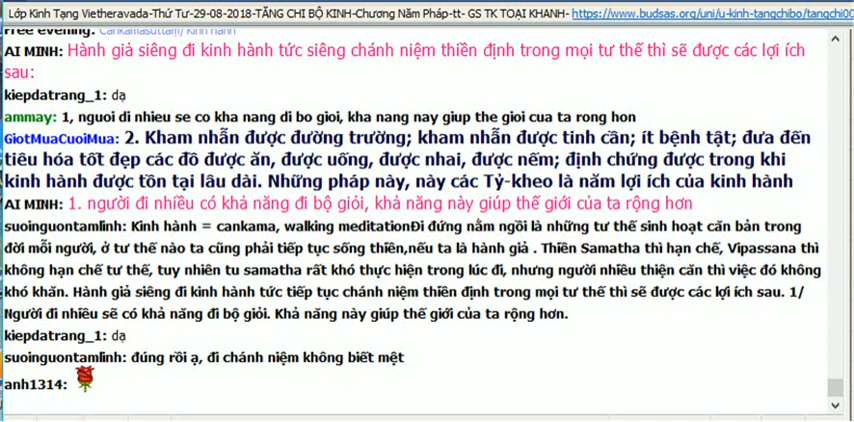 Lớp Kinh Tạng Vietheravada-Thứ Tư-29-08-2018-TĂNG CHI BỘ KINH-Chương Năm Pháp-tt- GS TK TOẠI KHANH- https://www.budsas.org/uni/u-kinh-tangchibo/tangchi0
Free evening: Cankamasuttaṃ/ Kinh hành
AI MINH: Hành giả siêng đi kinh hành tức siêng chánh niệm thiền định trong mọi tư thế thì sẽ được các lợi ích
sau:
kiepdatrang_1: dạ
ammay: 1, nguoi di nhieu se co kha nang di bo gioi, kha nang nay giup the gioi cua ta rong hon
GiotMuaCuoiMua: 2. Kham nhẫn được đường trường; kham nhẫn được tinh cần; ít bệnh tật; đưa đến
tiêu hóa tốt đẹp các đồ được ăn, được uống, được nhai, được nếm; định chứng được trong khi
kinh hành được tồn tại lâu dài. Những pháp này, này các Tỷ-kheo là năm lợi ích của kinh hành
AI MINH: 1. người đi nhiều có khả năng đi bộ giỏi, khả năng này giúp thế giới của ta rộng hơn
suoinguontamlinh: Kinh hành = cankama, walking meditationĐi đứng nằm ngồi là những tư thế sinh hoạt căn bản trong
đời mỗi người, ở tư thế nào ta cũng phải tiếp tục sống thiền,nếu ta là hành giả . Thiền Samatha thì hạn chế, Vipassana thì
không hạn chế tư thế, tuy nhiên tu samatha rất khó thực hiện trong lúc đi, nhưng người nhiều thiện căn thì việc đó không
khó khăn. Hành giả siêng đi kinh hành tức tiếp tục chánh niệm thiền định trong mọi tư thế thì sẽ được các lợi ích sau. 1/
Người đi nhiều sẽ có khả năng đi bộ giỏi. Khả năng này giúp thế giới của ta rộng hơn.
kiepdatrang_1: dạ
suoinguontamlinh: đúng rồi ạ, đi chánh niệm không biết mệt
anh1314: